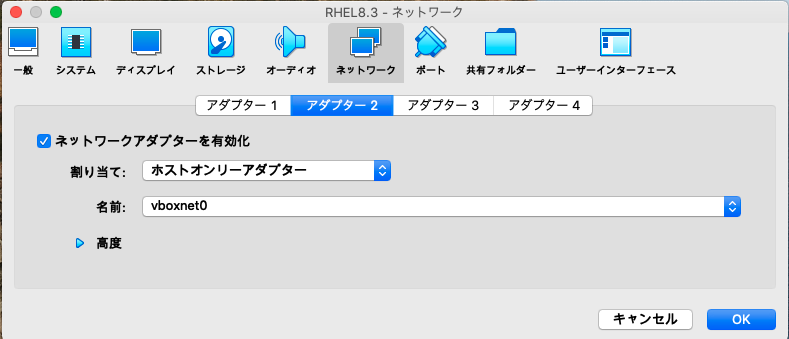 RHEL8.3 - ネットワーク
一般 システム ディスプレイ ストレージ オーディオ ネットワーク ポート 共有フォルダー ユーザーインターフェース
アダプター 1 アダプター 2 アダプター 3 アダプター 4
ネットワークアダプターを有効化
割り当て: ホストオンリーアダプター
名前: vboxnet0
高度
キャンセル OK